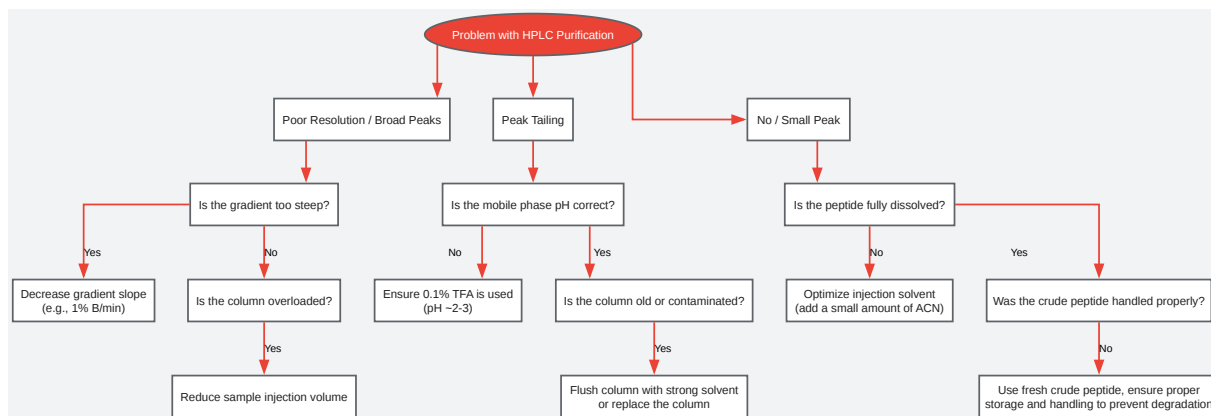 Problem with HPLC Purification
Poor Resolution / Broad Peaks
Peak Tailing
No / Small Peak
Is the gradient too steep?
Is the mobile phase pH correct?
Is the peptide fully dissolved?
Yes
No
No
Yes
No
Yes
Decrease gradient slope
(e.g., 1% B/min)
Is the column overloaded?
Ensure 0.1% TFA is used
(pH ~2-3)
Is the column old or contaminated?
Optimize injection solvent
(add a small amount of ACN)
Was the crude peptide handled properly?
Yes
Yes
No
Reduce sample injection volume
Flush column with strong solvent
or replace the column
Use fresh crude peptide, ensure proper
storage and handling to prevent degradation